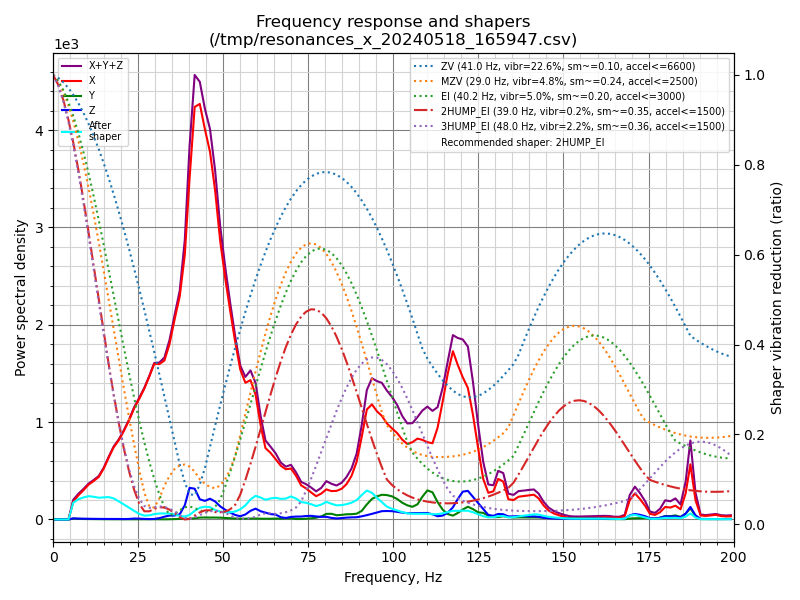 Frequency response and shapers
(/tmp/resonances_x_20240518_165947.csv)
1e3
X+Y+Z
X
Y
Z
After
shaper
ZV (41.0 Hz, vibr=22.6%, sm~=0.10, accel<=6600)
MZV (29.0 Hz, vibr=4.8%, sm~=0.24, accel<=2500)
EI (40.2 Hz, vibr=5.0%, sm~=0.20, accel<=3000)
2HUMP_EI (39.0 Hz, vibr=0.2%, sm~=0.35, accel<=1500)
3HUMP_EI (48.0 Hz, vibr=2.2%, sm~=0.36, accel<=1500)
Recommended shaper: 2HUMP_EI
Power spectral density
4
3
2
1
0
1.0
0.8
0.6
0.4
0.2
0.0
Shaper vibration reduction (ratio)
0 25 50 75 100 125 150 175 200
Frequency, Hz